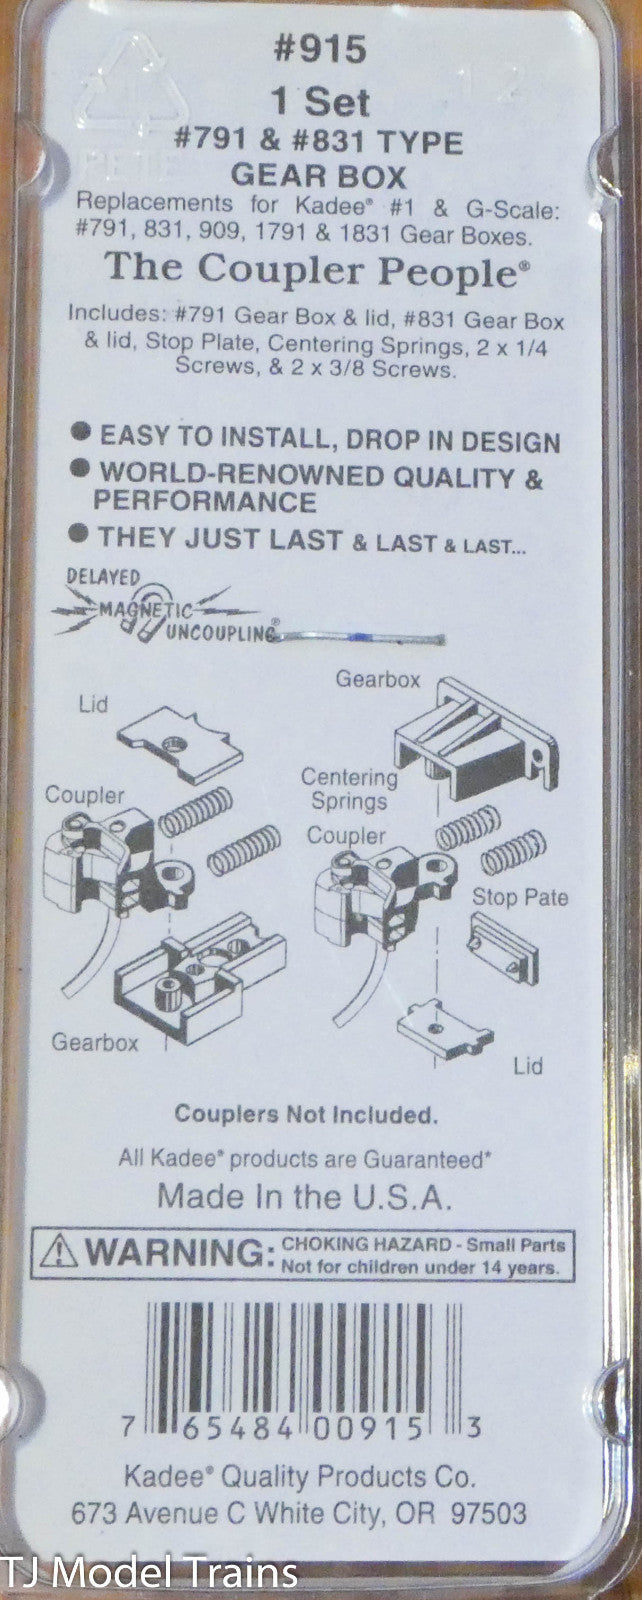 #915
1 Set
#791 & #831 TYPE
GEAR BOX
Replacements for Kadee® #1 & G-Scale:
#791, 831, 909, 1791 & 1831 Gear Boxes.
The Coupler People®
Includes: #791 Gear Box & lid, #831 Gear Box
& lid, Stop Plate, Centering Springs, 2 x 1/4
Screws, & 2 x 3/8 Screws.
● EASY TO INSTALL, DROP IN DESIGN
● WORLD-RENOWNED QUALITY &
PERFORMANCE
● THEY JUST LAST & LAST & LAST...
DELAYED
MAGNETIC
UNCOUPLING®
Gearbox
Lid
Centering
Springs
Coupler
Coupler
Stop Pate
Gearbox
Lid
Couplers Not Included.
All Kadee® products are Guaranteed*
Made In the U.S.A.
WARNING: CHOKING HAZARD - Small Parts
Not for children under 14 years.
7 65484 00915 3
Kadee® Quality Products Co.
673 Avenue C White City, OR 97503
TJ Model Trains